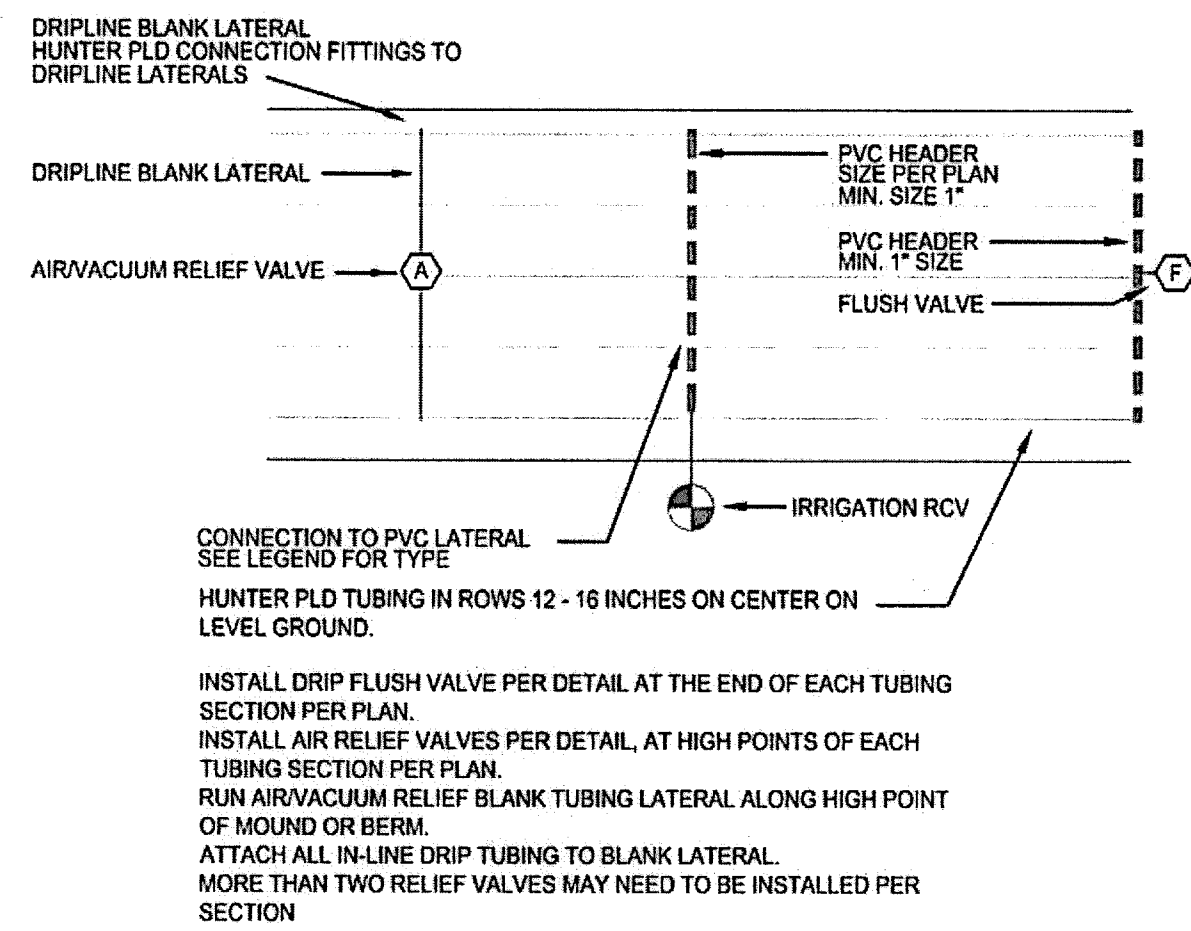 DRIPLINE BLANK LATERAL
HUNTER PLD CONNECTION FITTINGS TO
DRIPLINE LATERALS
DRIPLINE BLANK LATERAL
AIR/VACUUM RELIEF VALVE
A
PVC HEADER
SIZE PER PLAN
MIN. SIZE 1"
PVC HEADER
MIN. 1" SIZE
FLUSH VALVE
F
IRRIGATION RCV
CONNECTION TO PVC LATERAL
SEE LEGEND FOR TYPE
HUNTER PLD TUBING IN ROWS 12 - 16 INCHES ON CENTER ON
LEVEL GROUND.
INSTALL DRIP FLUSH VALVE PER DETAIL AT THE END OF EACH TUBING
SECTION PER PLAN.
INSTALL AIR RELIEF VALVES PER DETAIL, AT HIGH POINTS OF EACH
TUBING SECTION PER PLAN.
RUN AIR/VACUUM RELIEF BLANK TUBING LATERAL ALONG HIGH POINT
OF MOUND OR BERM.
ATTACH ALL IN-LINE DRIP TUBING TO BLANK LATERAL.
MORE THAN TWO RELIEF VALVES MAY NEED TO BE INSTALLED PER
SECTION